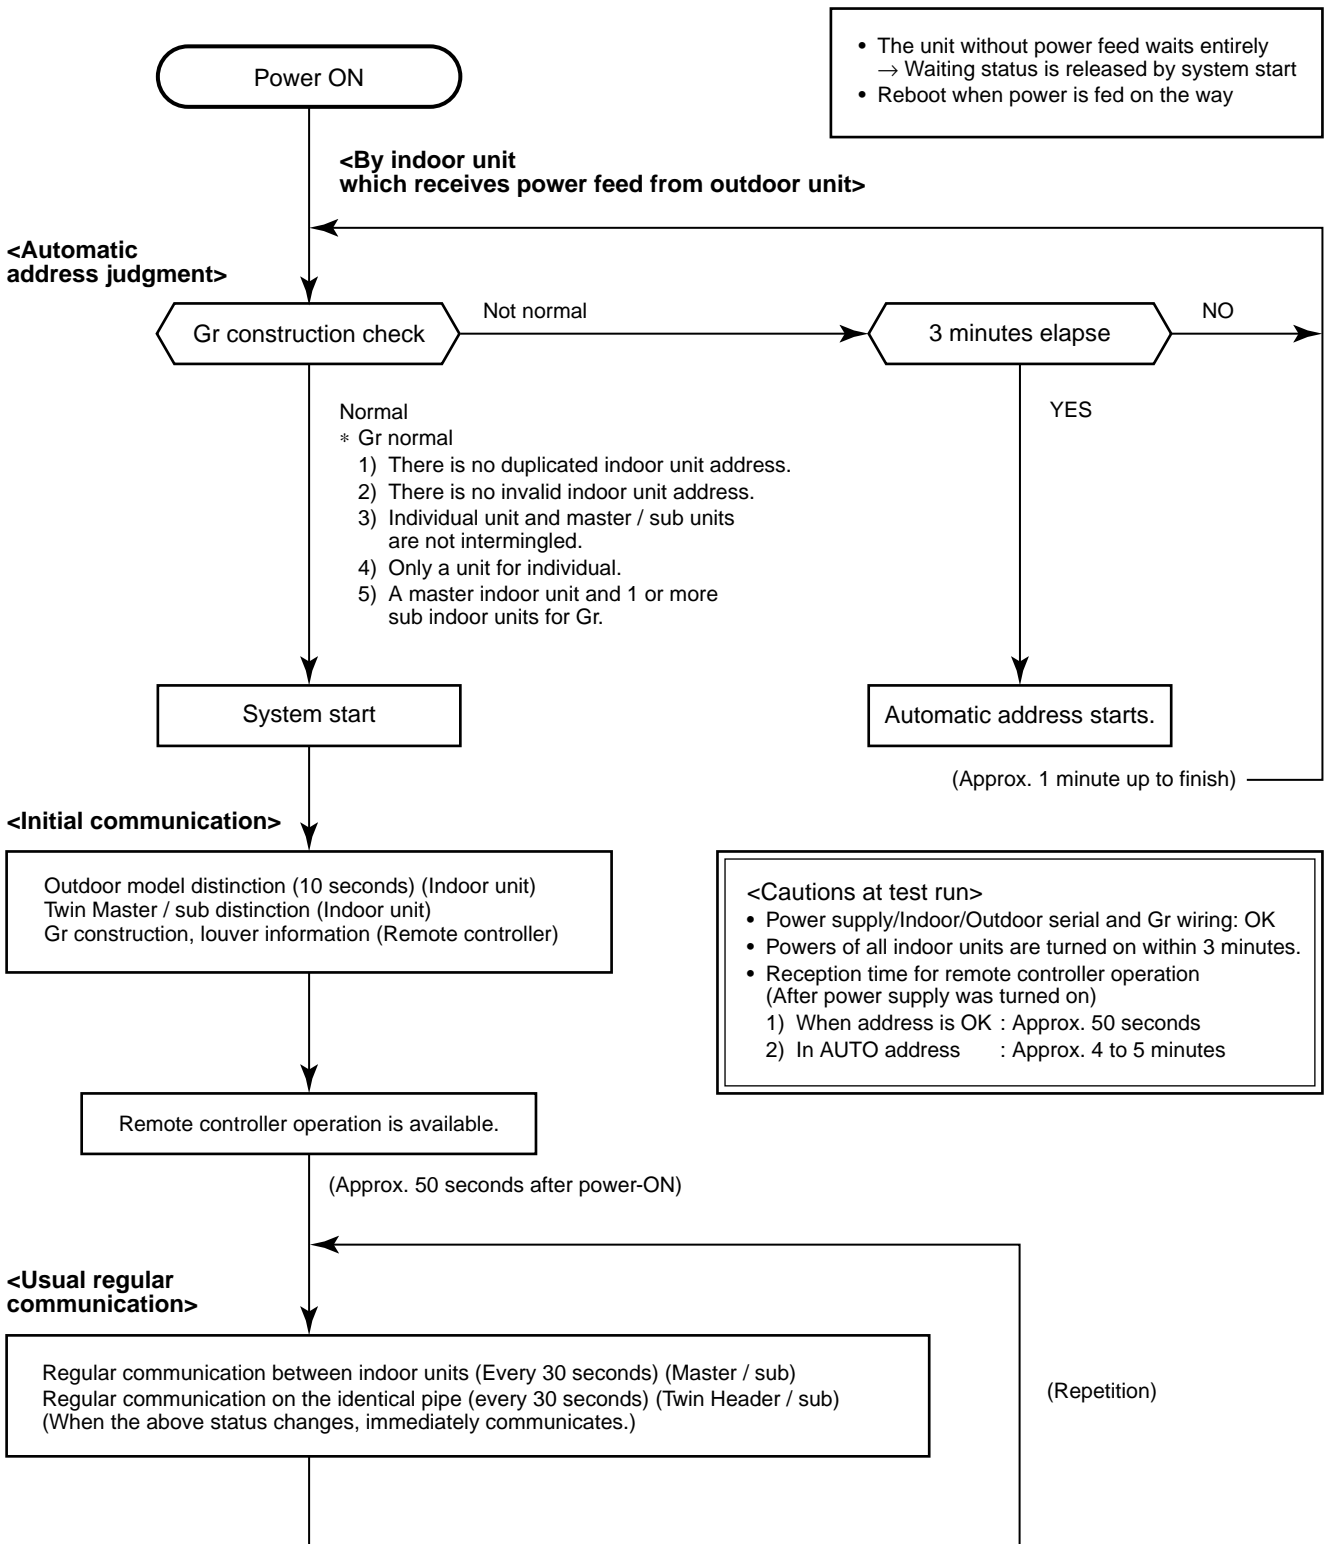 • The unit without power feed waits entirely
→ Waiting status is released by system start
• Reboot when power is fed on the way
Power ON
<By indoor unit
which receives power feed from outdoor unit>
<Automatic
address judgment>
Gr construction check
Not normal
3 minutes elapse
NO
YES
Normal
* Gr normal
1) There is no duplicated indoor unit address.
2) There is no invalid indoor unit address.
3) Individual unit and master / sub units
are not intermingled.
4) Only a unit for individual.
5) A master indoor unit and 1 or more
sub indoor units for Gr.
System start
Automatic address starts.
(Approx. 1 minute up to finish)
<Initial communication>
Outdoor model distinction (10 seconds) (Indoor unit)
Twin Master / sub distinction (Indoor unit)
Gr construction, louver information (Remote controller)
<Cautions at test run>
• Power supply/Indoor/Outdoor serial and Gr wiring: OK
• Powers of all indoor units are turned on within 3 minutes.
• Reception time for remote controller operation
(After power supply was turned on)
1) When address is OK : Approx. 50 seconds
2) In AUTO address : Approx. 4 to 5 minutes
Remote controller operation is available.
(Approx. 50 seconds after power-ON)
<Usual regular
communication>
Regular communication between indoor units (Every 30 seconds) (Master / sub)
Regular communication on the identical pipe (every 30 seconds) (Twin Header / sub)
(When the above status changes, immediately communicates.)
(Repetition)